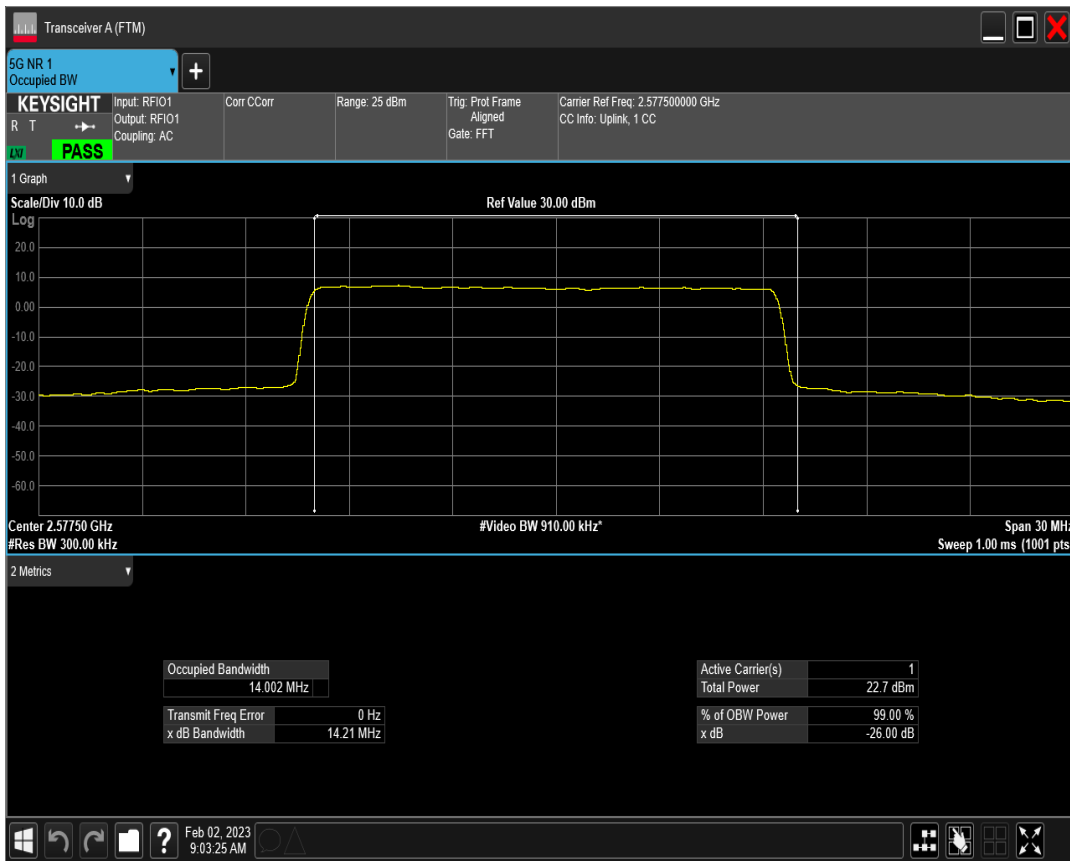 Transceiver A (FTM)
5G NR 1
Occupied BW
+
KEYSIGHT
R T
LXI
PASS
Input: RFIO1
Output: RFIO1
Coupling: AC
Corr CCorr
Range: 25 dBm
Trig: Prot Frame
Aligned
Gate: FFT
Carrier Ref Freq: 2.577500000 GHz
CC Info: Uplink, 1 CC
1 Graph
Scale/Div 10.0 dB
Ref Value 30.00 dBm
Log
20.0
10.0
0.00
-10.0
-20.0
-30.0
-40.0
-50.0
-60.0
Center 2.57750 GHz
#Video BW 910.00 kHz*
Span 30 MHz
#Res BW 300.00 kHz
Sweep 1.00 ms (1001 pts
2 Metrics
Occupied Bandwidth
14.002 MHz
Transmit Freq Error 0 Hz
x dB Bandwidth 14.21 MHz
Active Carrier(s) 1
Total Power 22.7 dBm
% of OBW Power 99.00 %
x dB -26.00 dB
?
Feb 02, 2023
9:03:25 AM